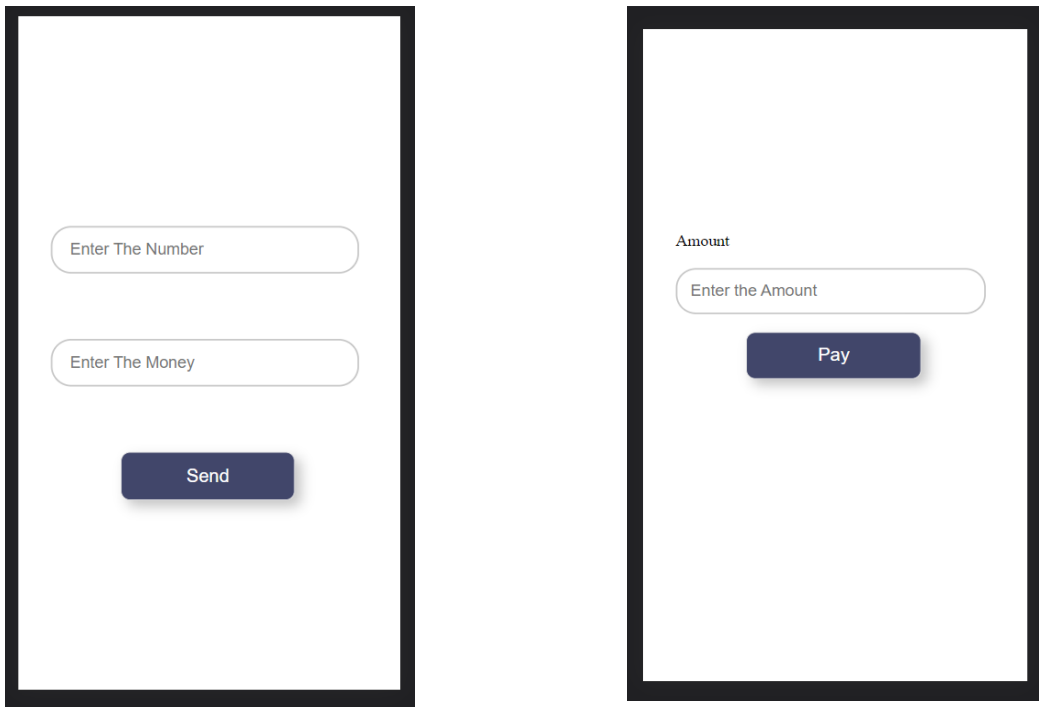 Enter The Number
Enter The Money
Send
Amount
Enter the Amount
Pay